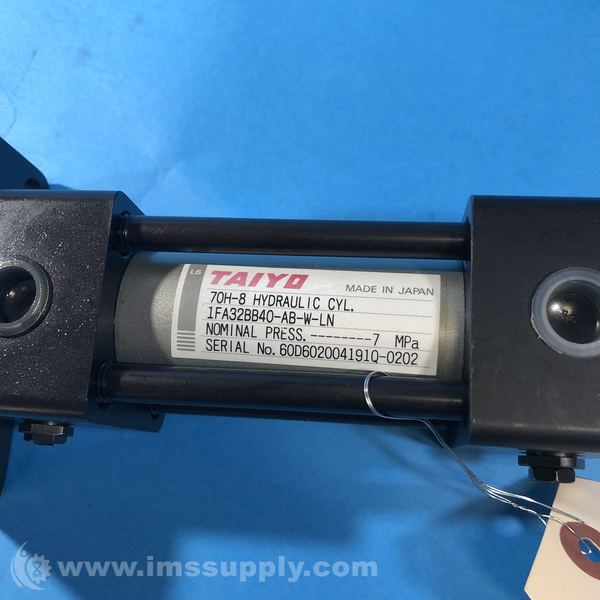 L6 TAIYO MADE IN JAPAN
70H-8 HYDRAULIC CYL.
1FA32BB40-AB-W-LN
NOMINAL PRESS.--------7 MPa
SERIAL No.60D602004191Q-0202
www.imssupply.com